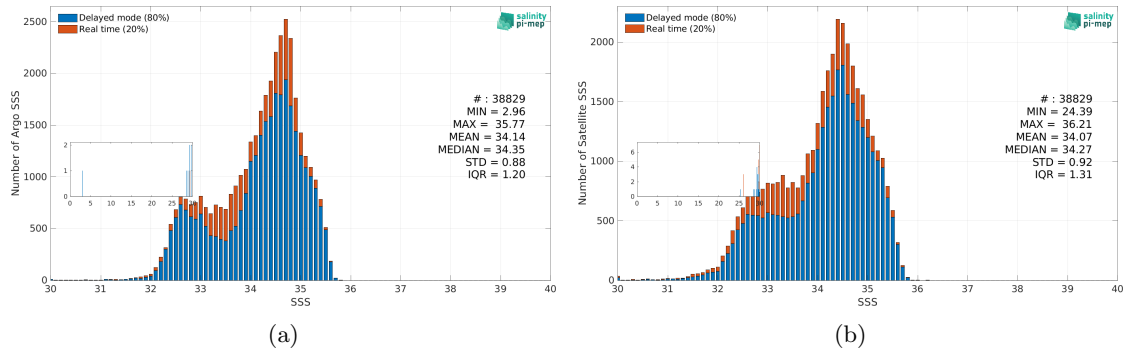 Delayed mode (80%)
Real time (20%)
salinity
pi-mep
# : 38829
MIN = 2.96
MAX = 35.77
MEAN = 34.14
MEDIAN = 34.35
STD = 0.88
IQR = 1.20
Number of Argo SSS
2500
2000
1500
1000
500
0
2
1
0
0 5 10 15 20 25 30
30 31 32 33 34 35 36 37 38 39 40
SSS
(a)
Delayed mode (80%)
Real time (20%)
salinity
pi-mep
# : 38829
MIN = 24.39
MAX = 36.21
MEAN = 34.07
MEDIAN = 34.27
STD = 0.92
IQR = 1.31
Number of Satellite SSS
2000
1500
1000
500
0
6
4
2
0
0 5 10 15 20 25 30
30 31 32 33 34 35 36 37 38 39 40
SSS
(b)